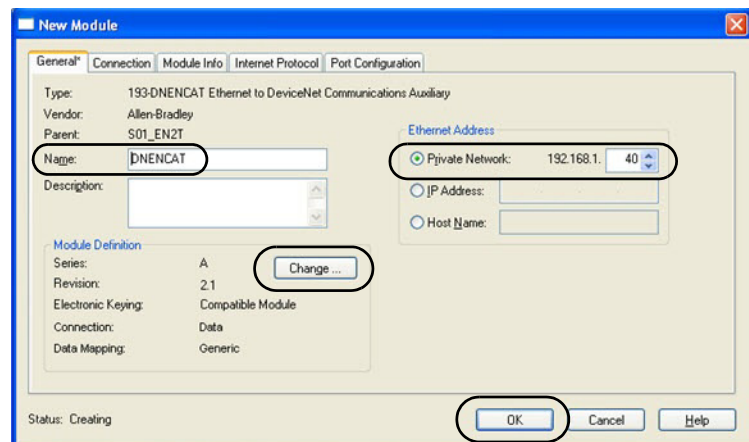 New Module
General* Connection Module Info Internet Protocol Port Configuration
Type: 193-DNENCAT Ethernet to DeviceNet Communications Auxiliary
Vendor: Allen-Bradley
Parent: S01_EN2T
Name: DNENCAT
Description:
Ethernet Address
Private Network: 192.168.1. 40
IP Address:
Host Name:
Module Definition
Series: A
Change ...
Revision: 2.1
Electronic Keying: Compatible Module
Connection: Data
Data Mapping: Generic
Status: Creating
OK Cancel Help